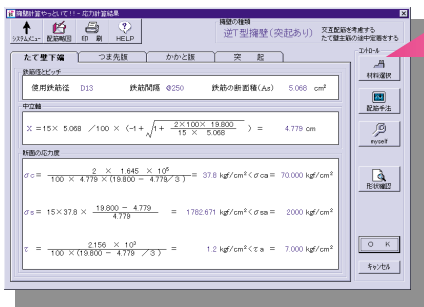 擁壁計算やっといて!! - 応力計算結果
システムメニュー 配筋略図 印 刷 HELP
擁壁の種類
逆T型擁壁(突起あり)
交互配筋を考慮する
たて壁主筋の途中定着をする
たて壁下端 つま先版 かかと版 突 起
鉄筋径とピッチ
使用鉄筋径 D13 鉄筋間隔 @250 鉄筋の断面積(As) 5.068 cm²
中立軸
X =15× 5.068 /100 × (-1+√1+ 2×100× 19.800 / 15 × 5.068 ) = 4.779 cm
断面の応力度
σc= 2 × 1.645 × 10⁵ / 100 × 4.779 ×(19.800 − 4.779/3 ) = 37.8 kgf/cm²<σca= 70.000 kgf/cm²
σs= 15×37.8 × 19.800 − 4.779 / 4.779 = 1782.671 kgf/cm²<σsa= 2000 kgf/cm²
τ = 2.156 × 10³ / 100 ×(19.800 − 4.779 /3 ) = 1.2 kgf/cm²<τa = 7.000 kgf/cm²
コントロール
材料選択
配筋手法
myself
形状確認
O K
キャンセル